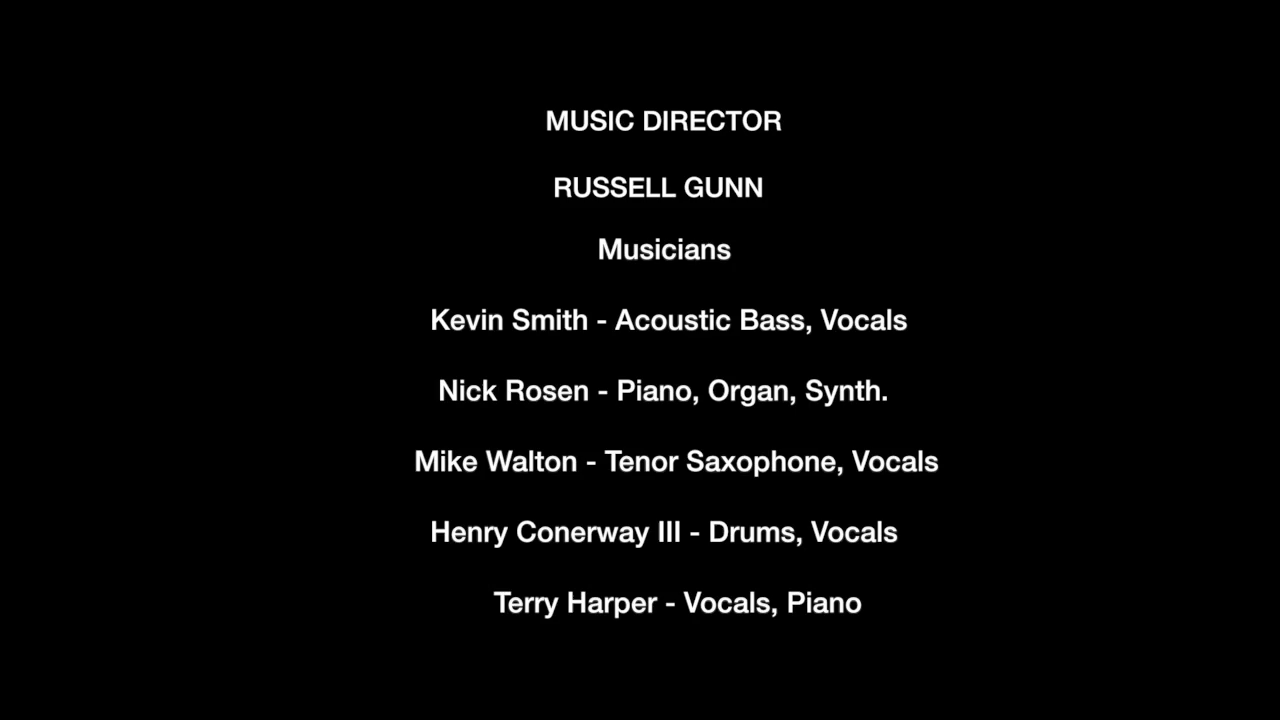 MUSIC DIRECTOR
RUSSELL GUNN
Musicians
Kevin Smith - Acoustic Bass, Vocals
Nick Rosen - Piano, Organ, Synth.
Mike Walton - Tenor Saxophone, Vocals
Henry Conerway III - Drums, Vocals
Terry Harper - Vocals, Piano